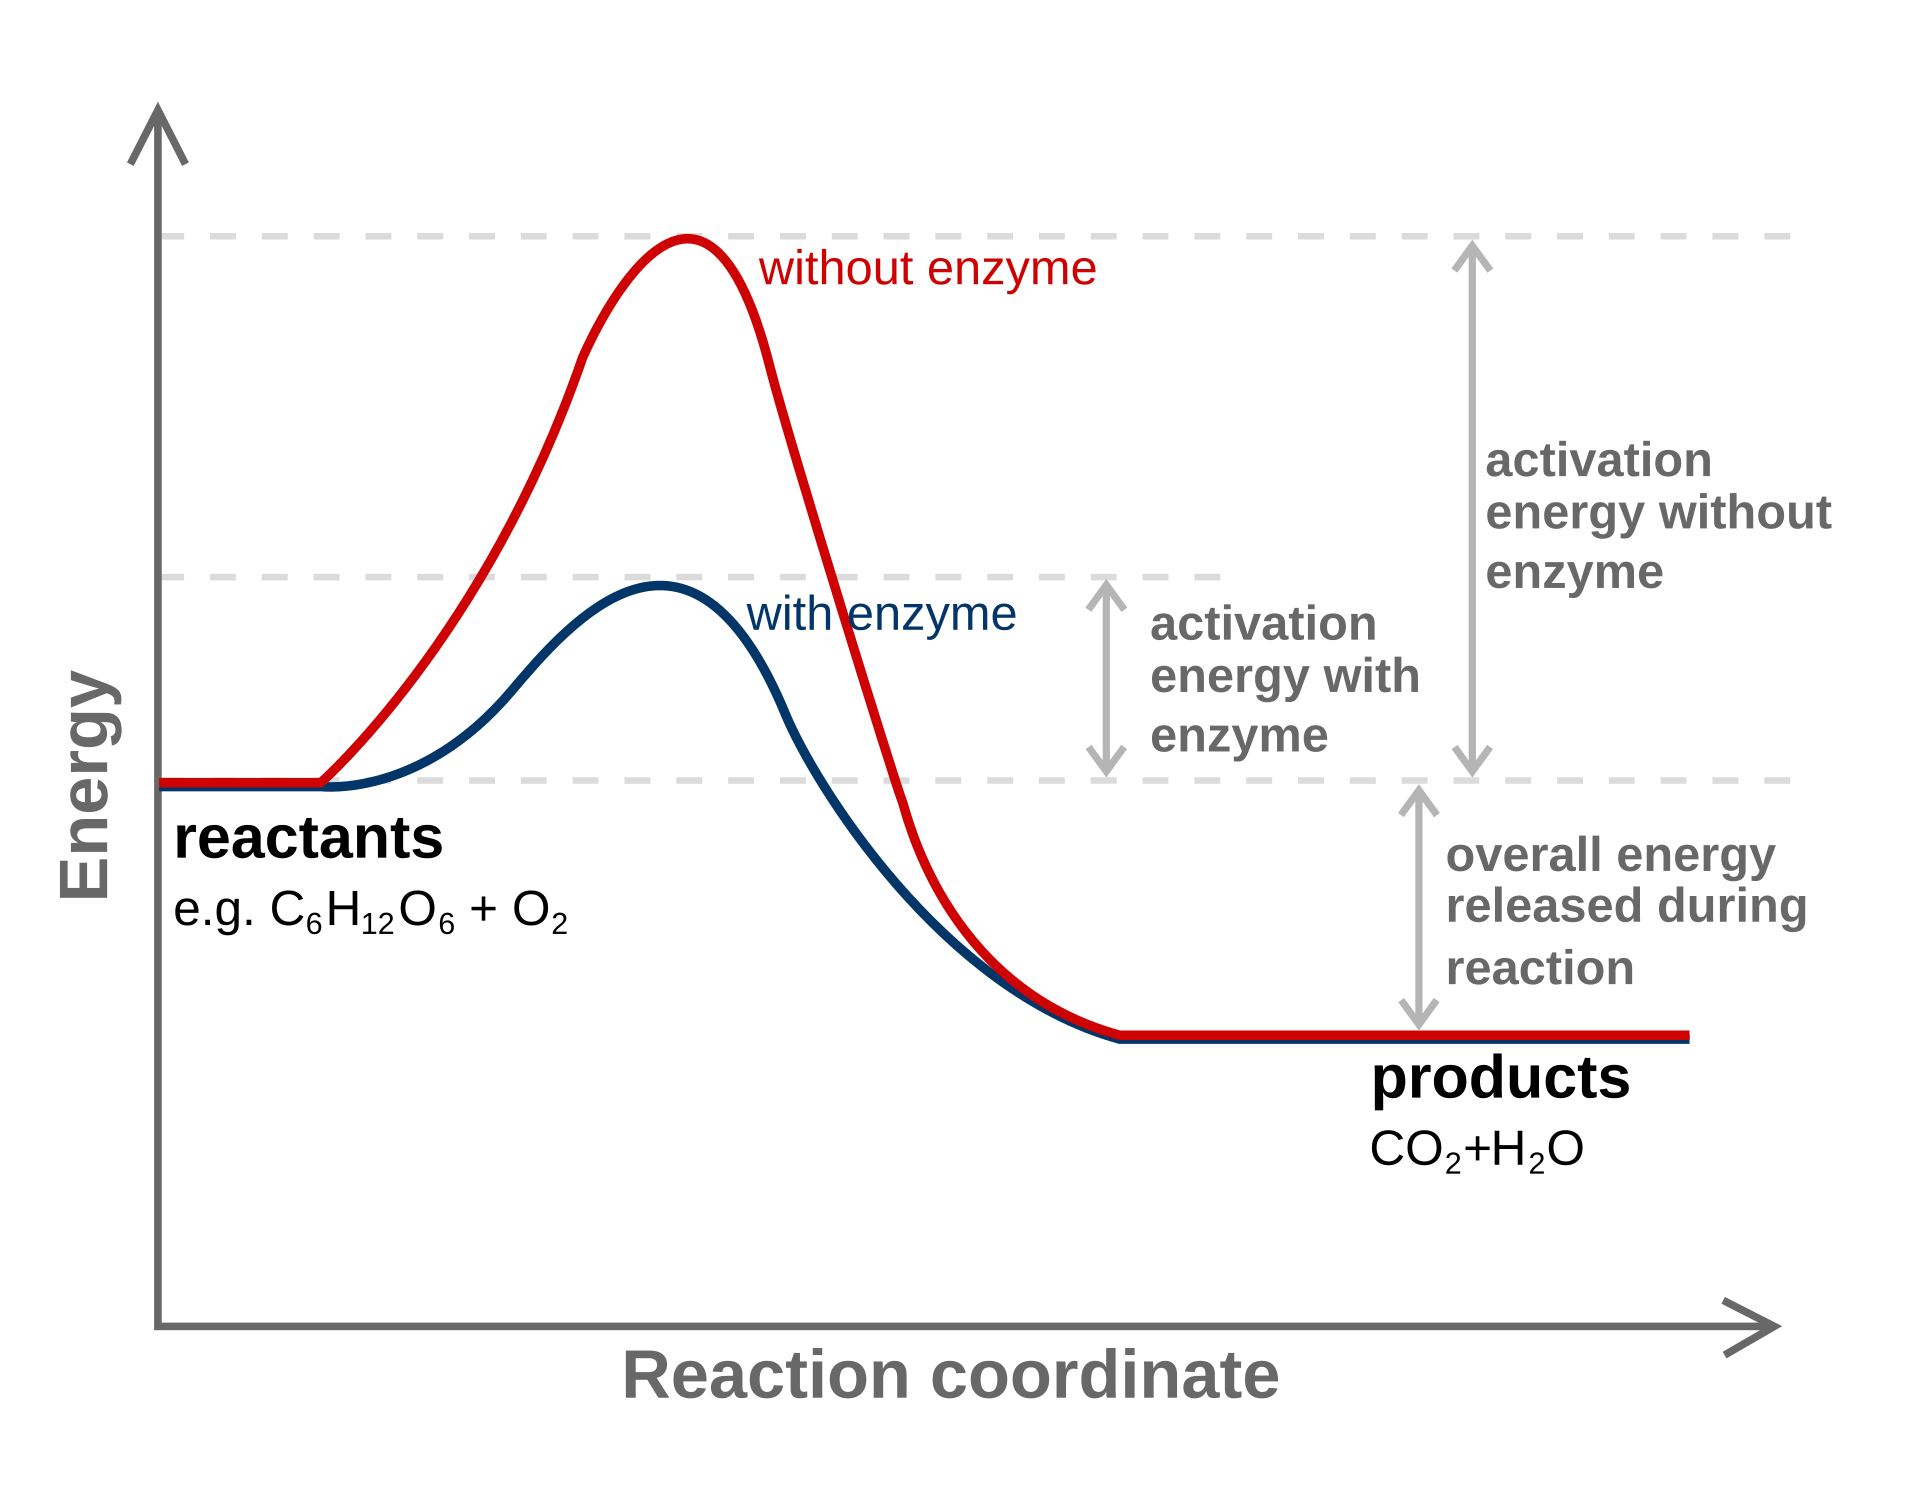 without enzyme
activation
energy without
enzyme
with enzyme
activation
energy with
enzyme
Energy
reactants
e.g. C₆H₁₂O₆ + O₂
overall energy
released during
reaction
products
CO₂+H₂O
Reaction coordinate